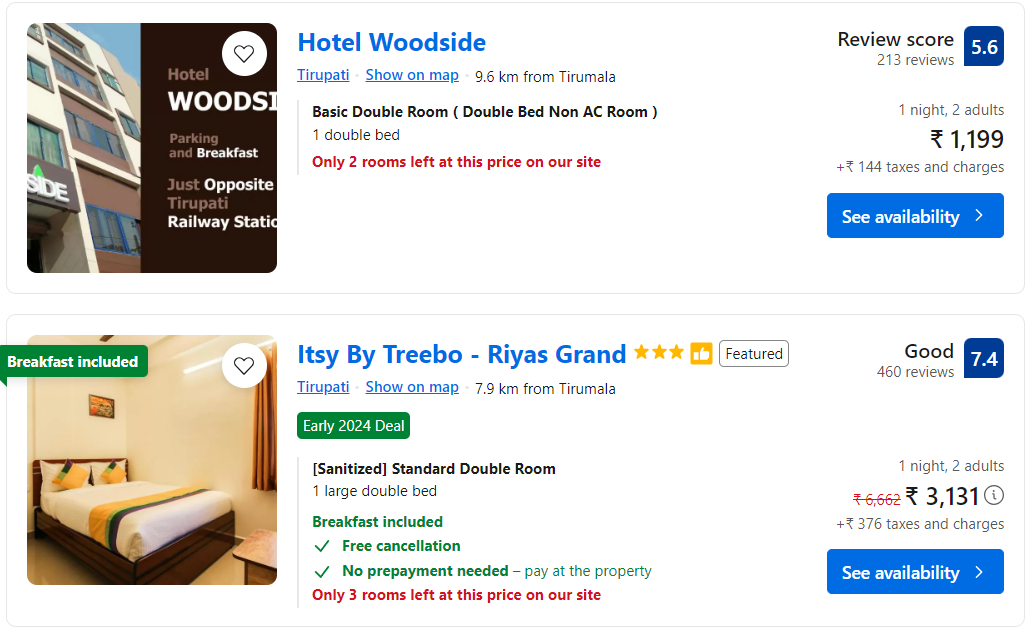 Hotel
WOODSI
Parking
and Breakfast
Just Opposite
Tirupati
Railway Static
SIDE
Hotel Woodside
Tirupati · Show on map · 9.6 km from Tirumala
Basic Double Room ( Double Bed Non AC Room )
1 double bed
Only 2 rooms left at this price on our site
Review score 5.6
213 reviews
1 night, 2 adults
₹ 1,199
+₹ 144 taxes and charges
See availability
Breakfast included
Itsy By Treebo - Riyas Grand Featured
Tirupati · Show on map · 7.9 km from Tirumala
Early 2024 Deal
[Sanitized] Standard Double Room
1 large double bed
Breakfast included
Free cancellation
No prepayment needed – pay at the property
Only 3 rooms left at this price on our site
Good 7.4
460 reviews
1 night, 2 adults
₹ 6,662 ₹ 3,131
+₹ 376 taxes and charges
See availability